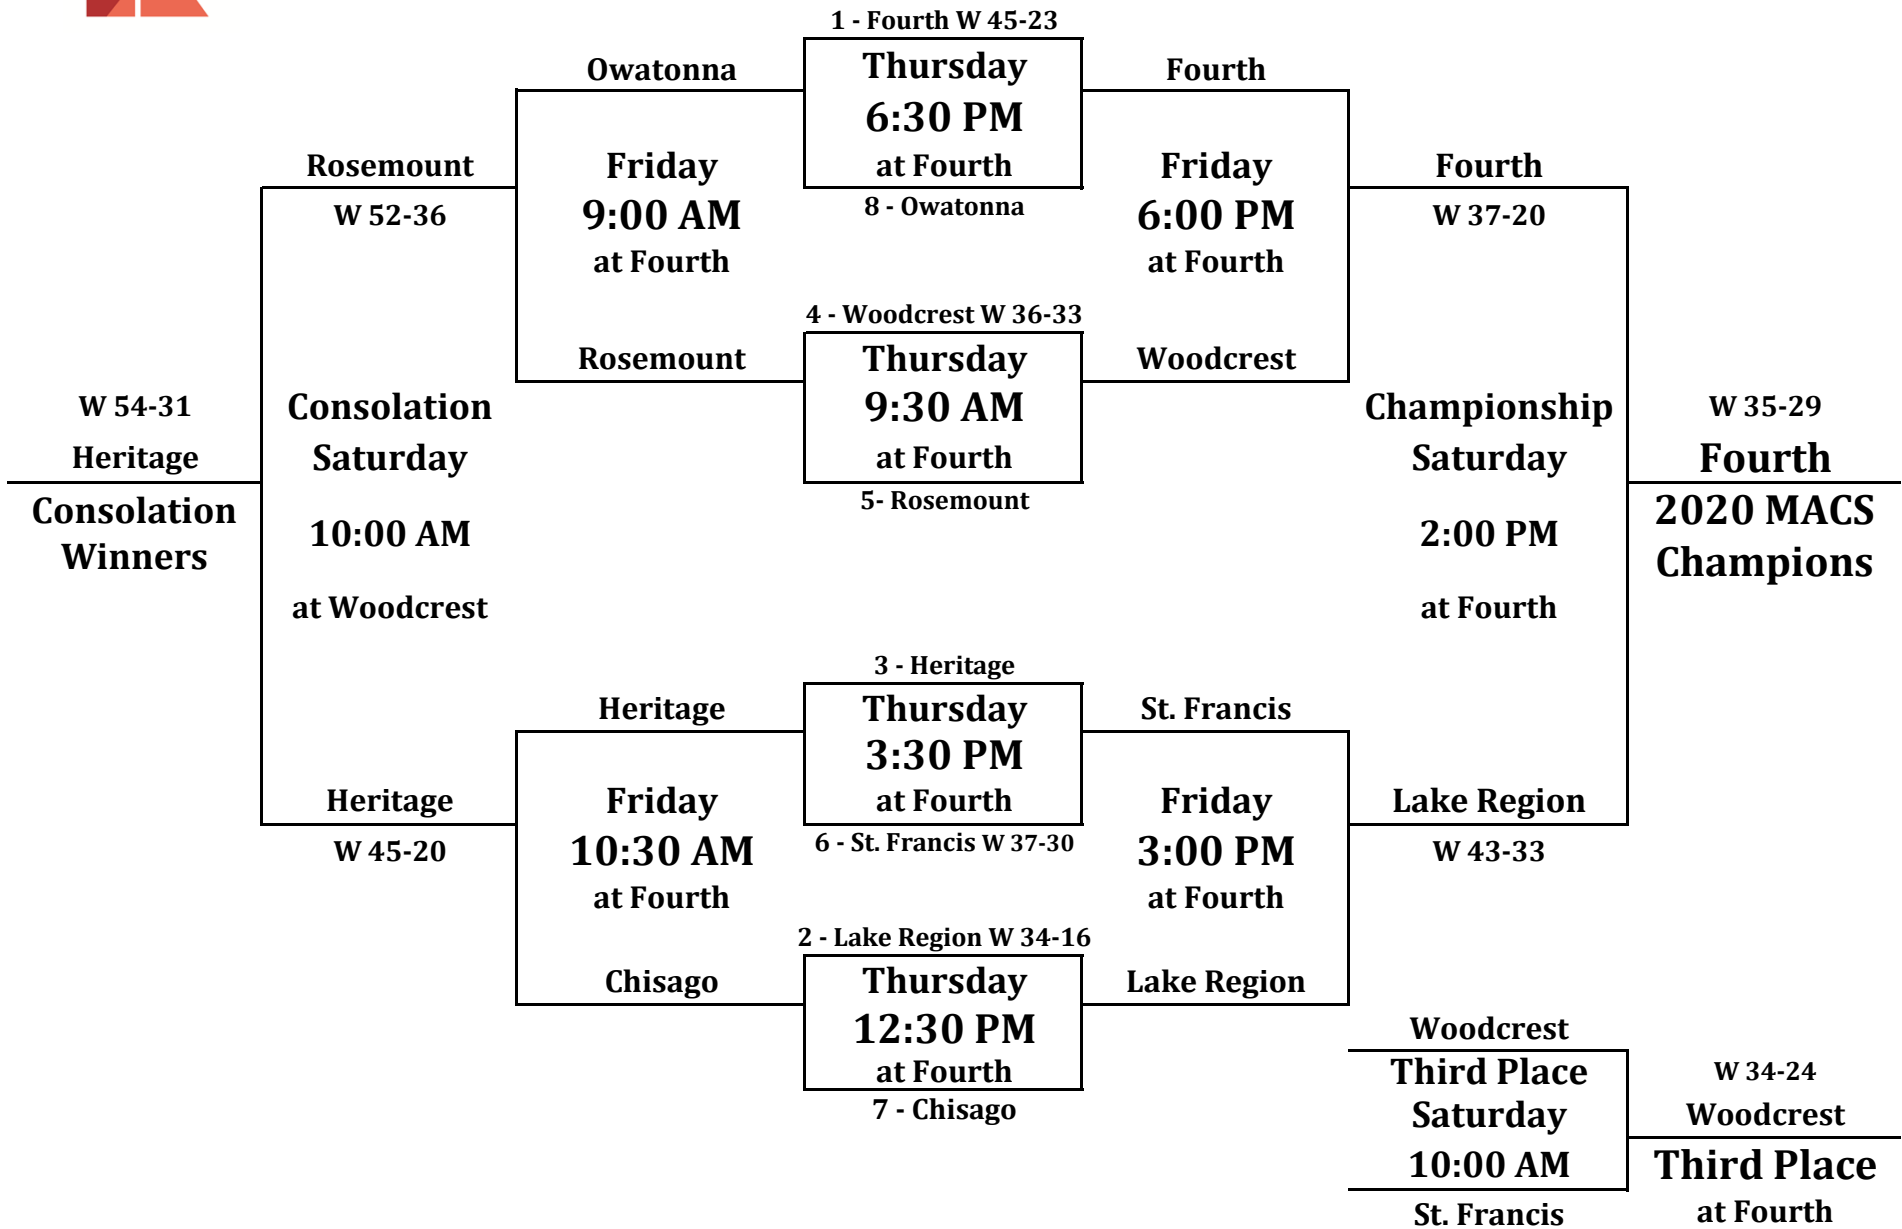 1 - Fourth W 45-23
Owatonna
Thursday
Fourth
6:30 PM
Rosemount
Friday
at Fourth
Friday
Fourth
W 52-36
9:00 AM
8 - Owatonna
6:00 PM
W 37-20
at Fourth
at Fourth
4 - Woodcrest W 36-33
Rosemount
Thursday
Woodcrest
W 54-31
Consolation
9:30 AM
Championship
W 35-29
Heritage
Saturday
at Fourth
Saturday
Fourth
Consolation
Winners
10:00 AM
5- Rosemount
2:00 PM
2020 MACS
Champions
at Woodcrest
at Fourth
3 - Heritage
Heritage
Thursday
St. Francis
3:30 PM
Heritage
Friday
at Fourth
Friday
Lake Region
W 45-20
10:30 AM
6 - St. Francis W 37-30
3:00 PM
W 43-33
at Fourth
at Fourth
2 - Lake Region W 34-16
Chisago
Thursday
Lake Region
12:30 PM
Woodcrest
at Fourth
Third Place
W 34-24
7 - Chisago
Saturday
Woodcrest
10:00 AM
Third Place
St. Francis
at Fourth